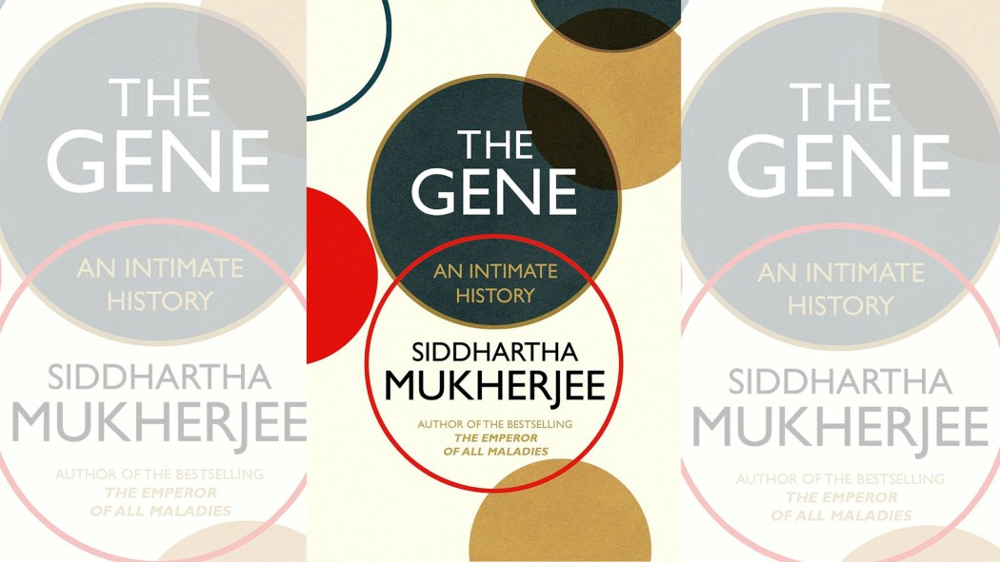 THE
GENE
AN INTIMATE
HISTORY
SIDDHARTHA
MUKHERJEE
AUTHOR OF THE BESTSELLING
THE EMPEROR
OF ALL MALADIES
THE
GENE
AN INTIMATE
HISTORY
SIDDHARTHA
MUKHERJEE
AUTHOR OF THE BESTSELLING
THE EMPEROR
OF ALL MALADIES
THE
GENE
AN INTIMATE
HISTORY
SIDDHARTHA
MUKHERJEE
AUTHOR OF THE BESTSELLING
THE EMPEROR
OF ALL MALADIES